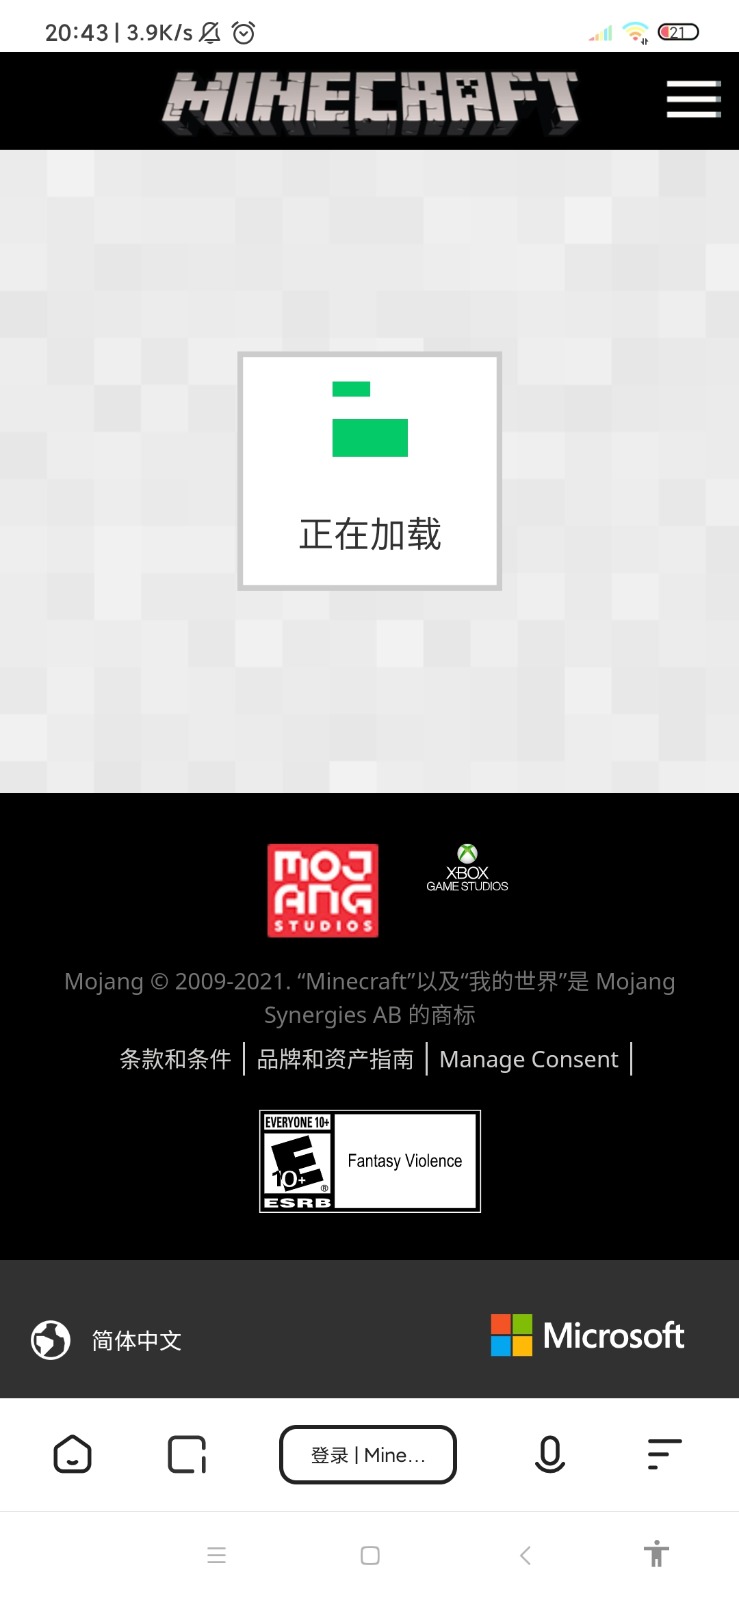 20:43 | 3.9K/s
21
MINECRAFT
正在加载
MOJANG
STUDIOS
XBOX
GAME STUDIOS
Mojang © 2009-2021. “Minecraft”以及“我的世界”是 Mojang
Synergies AB 的商标
条款和条件
品牌和资产指南
Manage Consent
EVERYONE 10+
E
10+
®
ESRB
Fantasy Violence
简体中文
Microsoft
登录 | Mine...